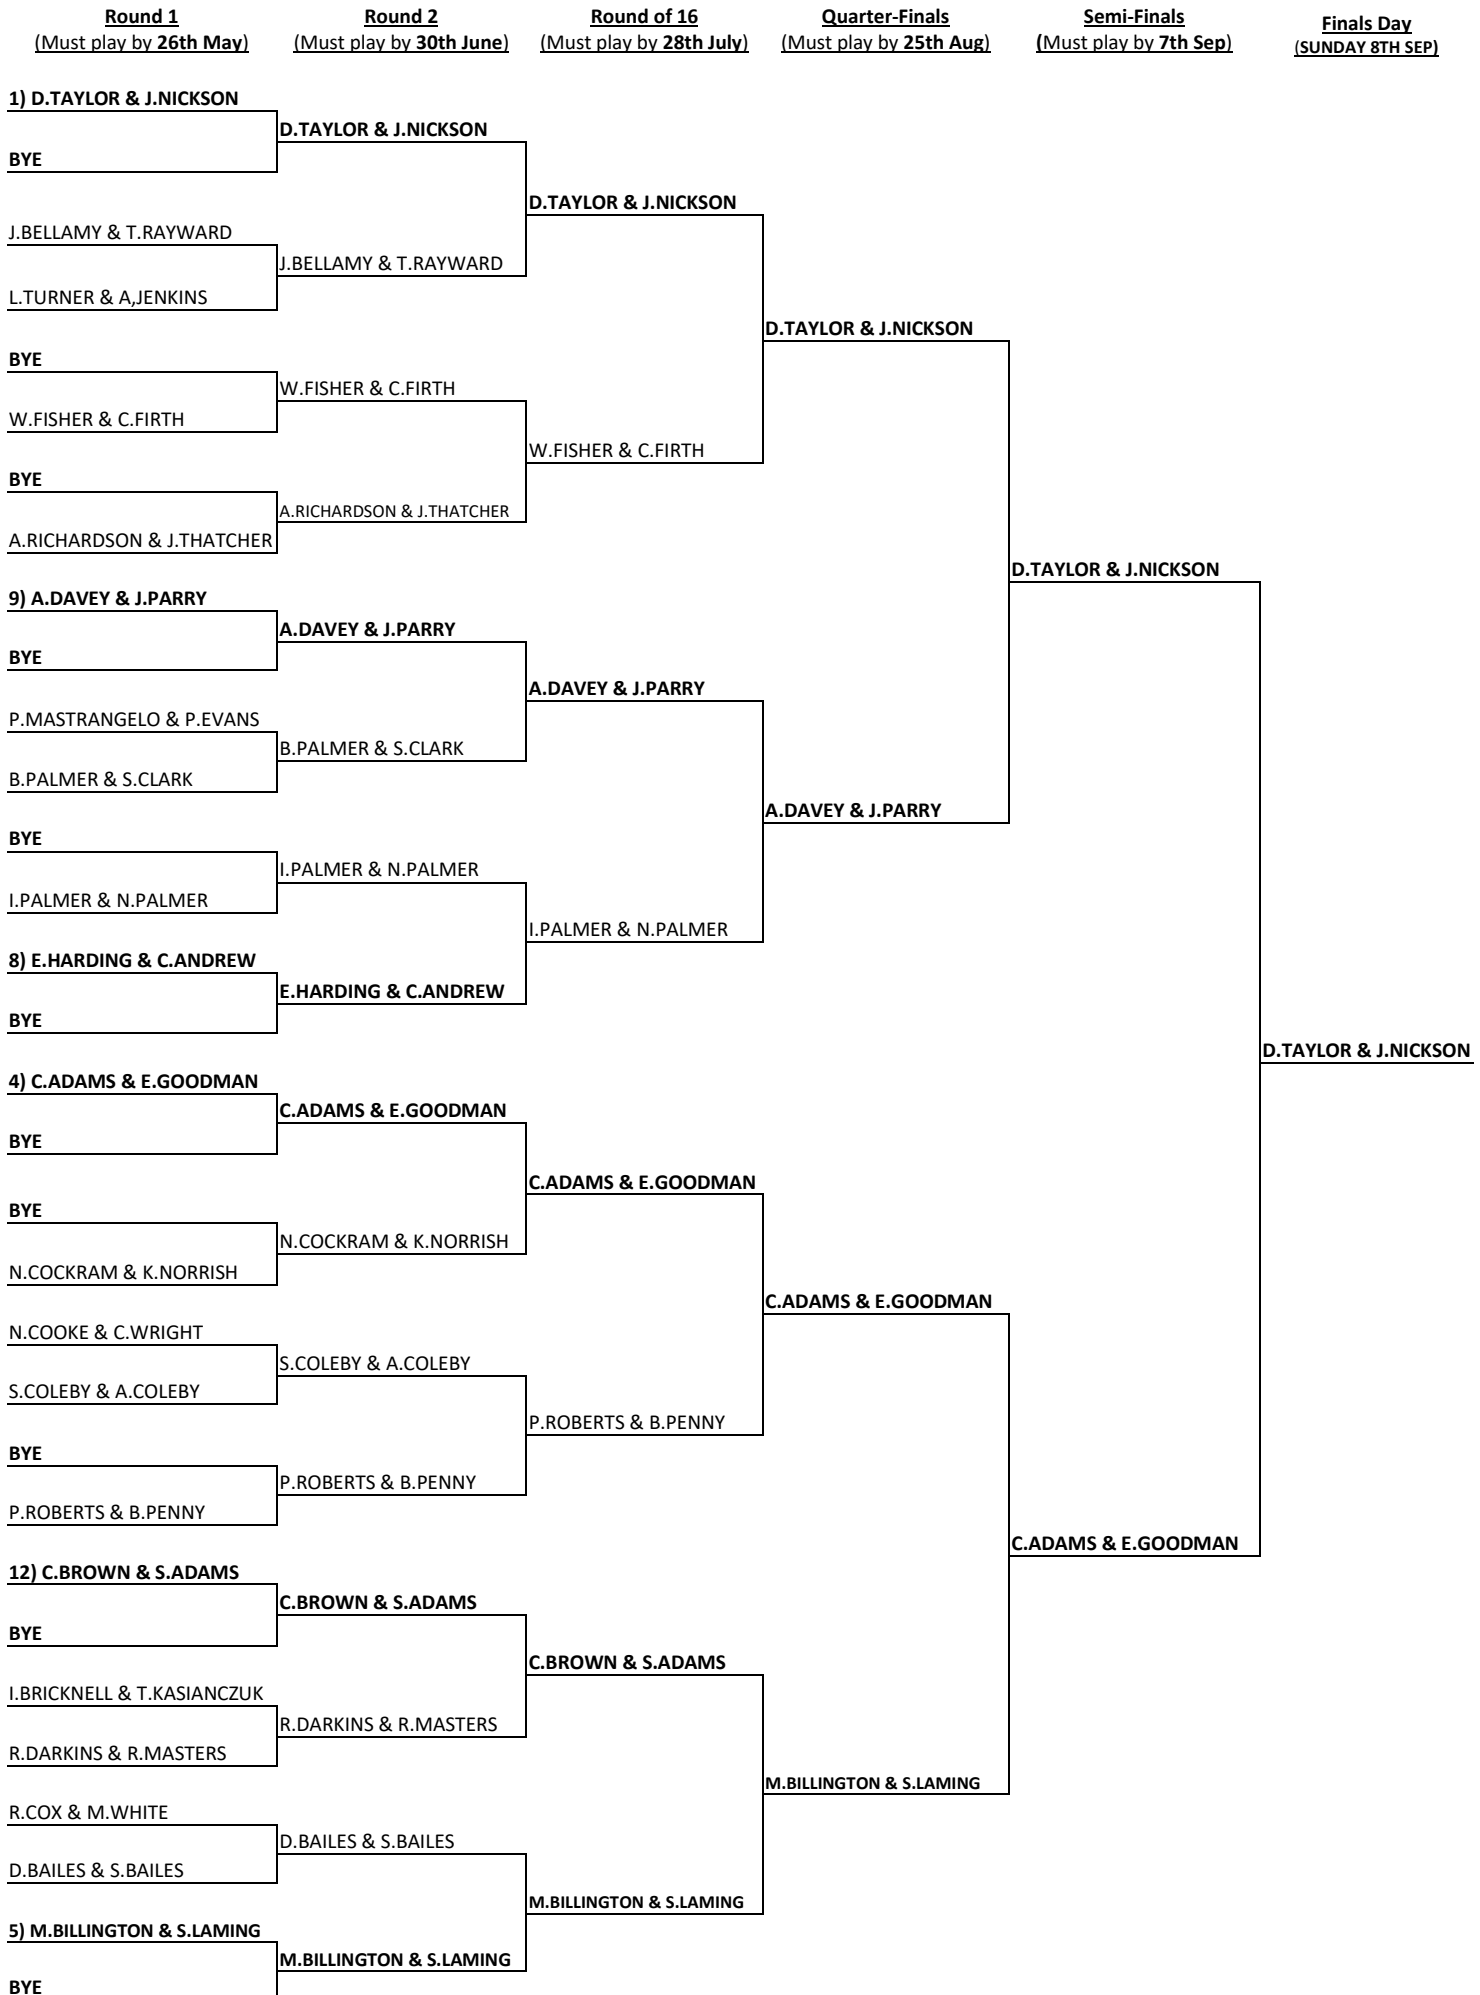 Round 1
(Must play by 26th May)
Round 2
(Must play by 30th June)
Round of 16
(Must play by 28th July)
Quarter-Finals
(Must play by 25th Aug)
Semi-Finals
(Must play by 7th Sep)
Finals Day
(SUNDAY 8TH SEP)
1) D.TAYLOR & J.NICKSON
BYE
J.BELLAMY & T.RAYWARD
L.TURNER & A,JENKINS
BYE
W.FISHER & C.FIRTH
BYE
A.RICHARDSON & J.THATCHER
9) A.DAVEY & J.PARRY
BYE
P.MASTRANGELO & P.EVANS
B.PALMER & S.CLARK
BYE
I.PALMER & N.PALMER
8) E.HARDING & C.ANDREW
BYE
4) C.ADAMS & E.GOODMAN
BYE
BYE
N.COCKRAM & K.NORRISH
N.COOKE & C.WRIGHT
S.COLEBY & A.COLEBY
BYE
P.ROBERTS & B.PENNY
12) C.BROWN & S.ADAMS
BYE
I.BRICKNELL & T.KASIANCZUK
R.DARKINS & R.MASTERS
R.COX & M.WHITE
D.BAILES & S.BAILES
5) M.BILLINGTON & S.LAMING
BYE
D.TAYLOR & J.NICKSON
J.BELLAMY & T.RAYWARD
W.FISHER & C.FIRTH
A.RICHARDSON & J.THATCHER
A.DAVEY & J.PARRY
B.PALMER & S.CLARK
I.PALMER & N.PALMER
E.HARDING & C.ANDREW
C.ADAMS & E.GOODMAN
N.COCKRAM & K.NORRISH
S.COLEBY & A.COLEBY
P.ROBERTS & B.PENNY
C.BROWN & S.ADAMS
R.DARKINS & R.MASTERS
D.BAILES & S.BAILES
M.BILLINGTON & S.LAMING
D.TAYLOR & J.NICKSON
W.FISHER & C.FIRTH
A.DAVEY & J.PARRY
I.PALMER & N.PALMER
C.ADAMS & E.GOODMAN
P.ROBERTS & B.PENNY
C.BROWN & S.ADAMS
M.BILLINGTON & S.LAMING
D.TAYLOR & J.NICKSON
A.DAVEY & J.PARRY
C.ADAMS & E.GOODMAN
M.BILLINGTON & S.LAMING
D.TAYLOR & J.NICKSON
C.ADAMS & E.GOODMAN
D.TAYLOR & J.NICKSON